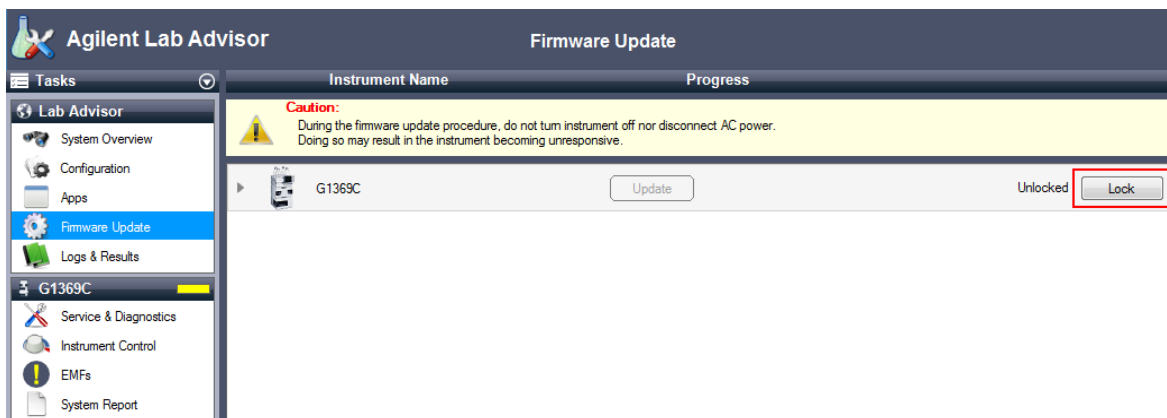 Agilent Lab Advisor
Firmware Update
Tasks
Instrument Name
Progress
Lab Advisor
System Overview
Configuration
Apps
Firmware Update
Logs & Results
Caution:
During the firmware update procedure, do not turn instrument off nor disconnect AC power.
Doing so may result in the instrument becoming unresponsive.
G1369C
Update
Unlocked
Lock
G1369C
Service & Diagnostics
Instrument Control
EMFs
System Report